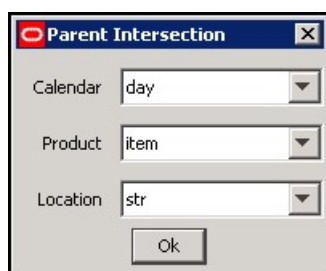 Parent Intersection
Calendar day
Product item
Location str
Ok